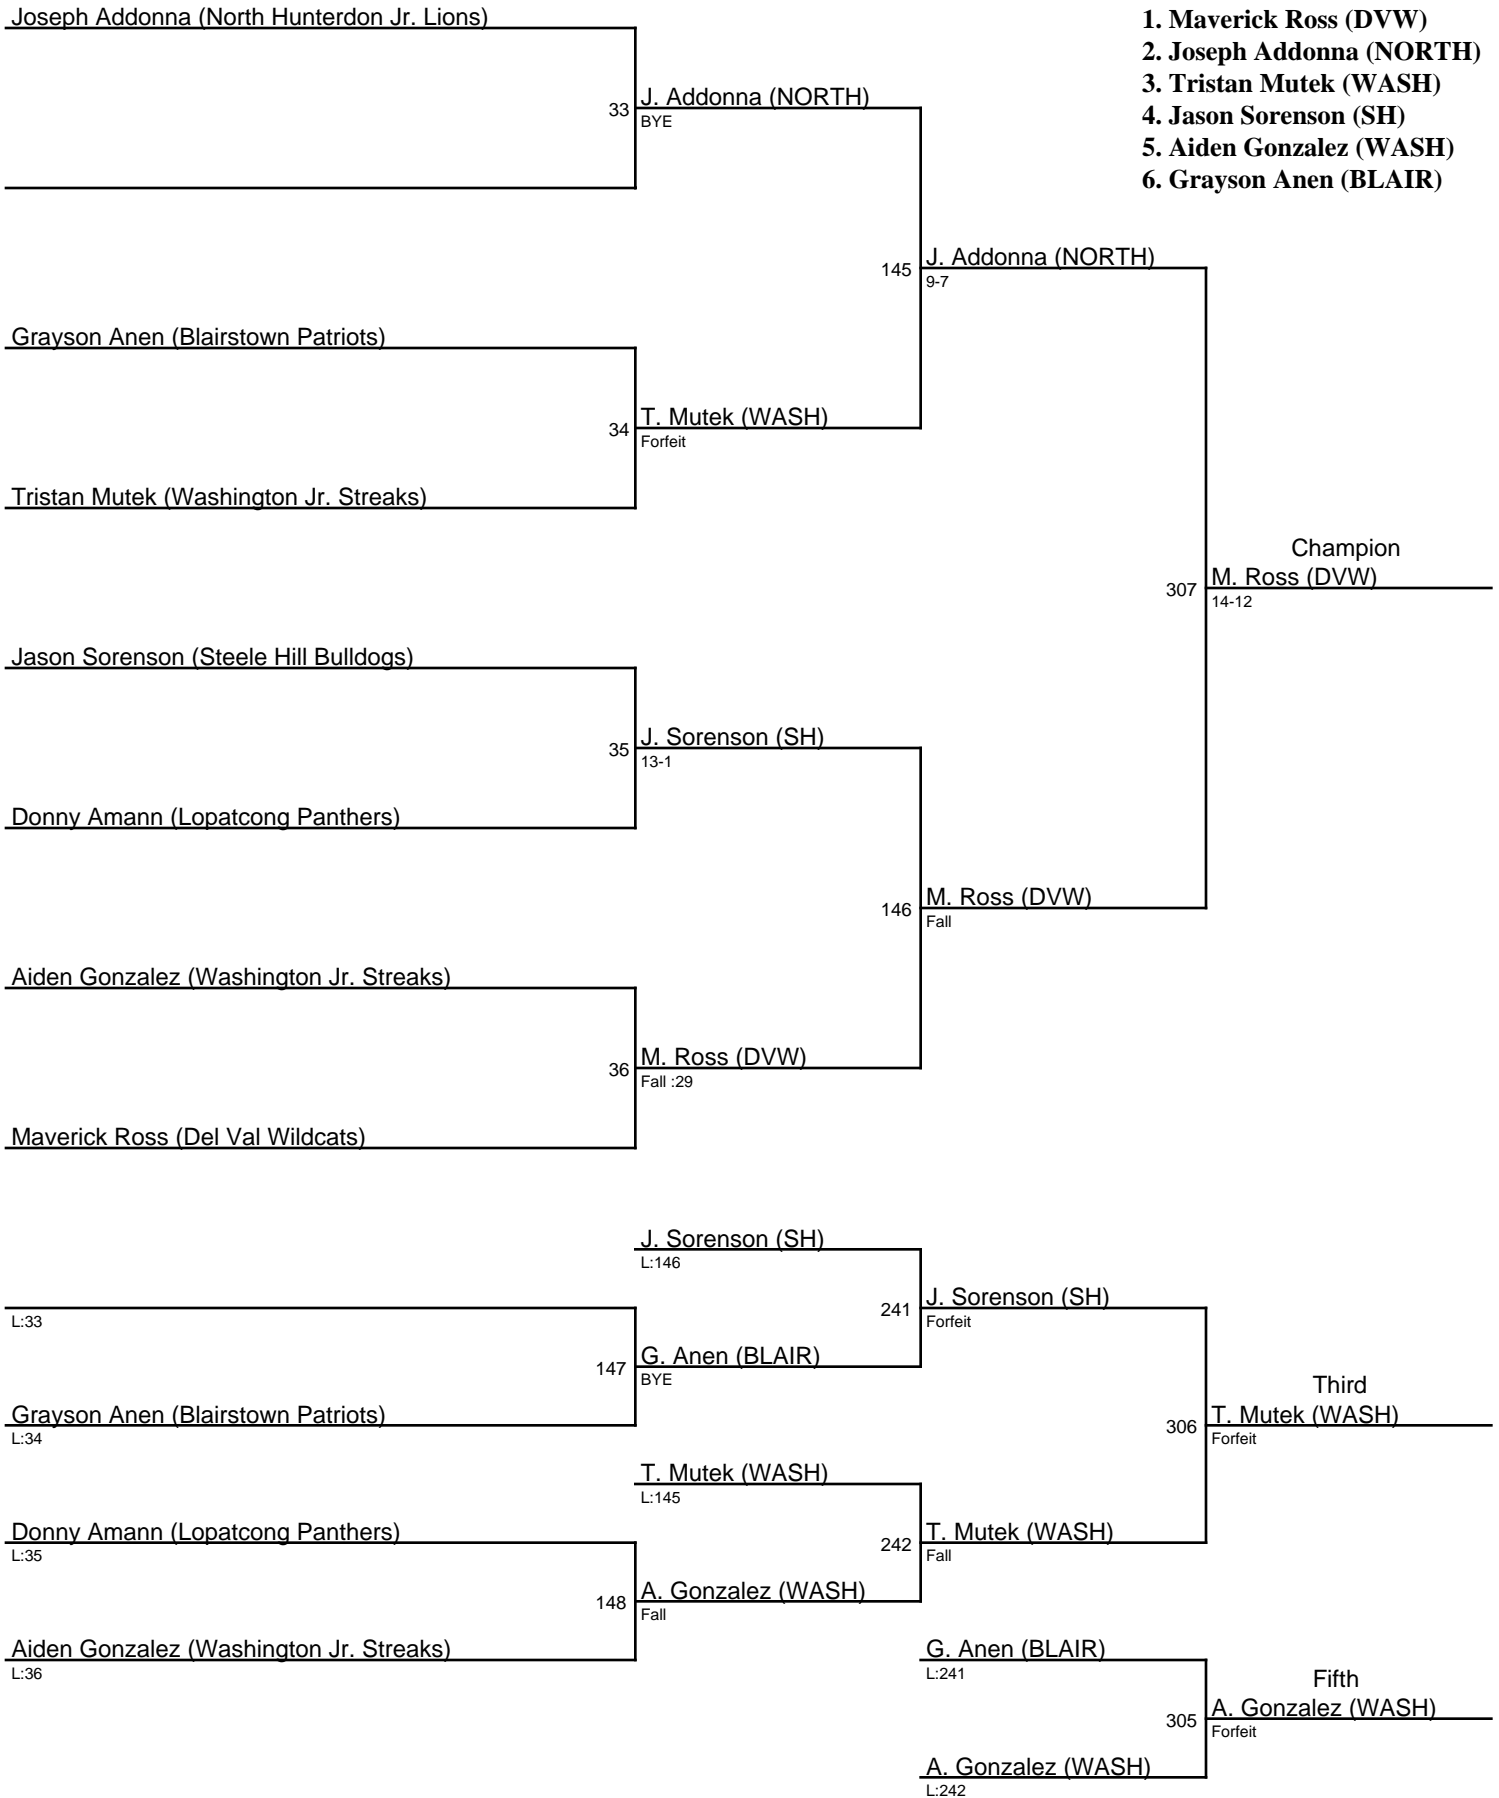 Joseph Addonna (North Hunterdon Jr. Lions)
1. Maverick Ross (DVW)
2. Joseph Addonna (NORTH)
3. Tristan Mutek (WASH)
4. Jason Sorenson (SH)
5. Aiden Gonzalez (WASH)
6. Grayson Anen (BLAIR)
33
J. Addonna (NORTH)
BYE
145
J. Addonna (NORTH)
9-7
Grayson Anen (Blairstown Patriots)
34
T. Mutek (WASH)
Forfeit
Tristan Mutek (Washington Jr. Streaks)
Champion
307
M. Ross (DVW)
14-12
Jason Sorenson (Steele Hill Bulldogs)
35
J. Sorenson (SH)
13-1
Donny Amann (Lopatcong Panthers)
146
M. Ross (DVW)
Fall
Aiden Gonzalez (Washington Jr. Streaks)
36
M. Ross (DVW)
Fall :29
Maverick Ross (Del Val Wildcats)
J. Sorenson (SH)
L:146
L:33
241
J. Sorenson (SH)
Forfeit
147
G. Anen (BLAIR)
BYE
Grayson Anen (Blairstown Patriots)
L:34
Third
306
T. Mutek (WASH)
Forfeit
T. Mutek (WASH)
L:145
Donny Amann (Lopatcong Panthers)
L:35
242
T. Mutek (WASH)
Fall
148
A. Gonzalez (WASH)
Fall
Aiden Gonzalez (Washington Jr. Streaks)
L:36
G. Anen (BLAIR)
L:241
Fifth
305
A. Gonzalez (WASH)
Forfeit
A. Gonzalez (WASH)
L:242